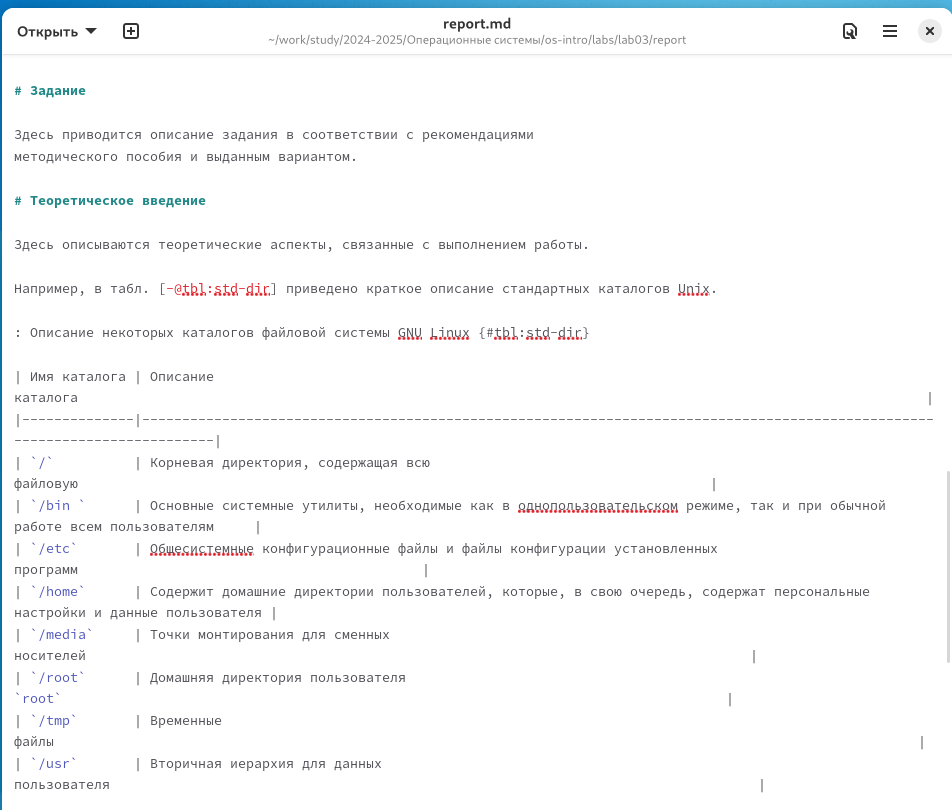 Открыть
report.md
~/work/study/2024-2025/Операционные системы/os-intro/labs/lab03/report
# Задание
Здесь приводится описание задания в соответствии с рекомендациями
методического пособия и выданным вариантом.
# Теоретическое введение
Здесь описываются теоретические аспекты, связанные с выполнением работы.
Например, в табл. [-@tbl:std-dir] приведено краткое описание стандартных каталогов Unix.
: Описание некоторых каталогов файловой системы GNU Linux {#tbl:std-dir}
| Имя каталога | Описание
каталога |
|--------------|---------------------------------------------------------------------------------------------------
-------------------------|
| `/` | Корневая директория, содержащая всю
файловую |
| `/bin ` | Основные системные утилиты, необходимые как в однопользовательском режиме, так и при обычной
работе всем пользователям |
| `/etc` | Общесистемные конфигурационные файлы и файлы конфигурации установленных
программ |
| `/home` | Содержит домашние директории пользователей, которые, в свою очередь, содержат персональные
настройки и данные пользователя |
| `/media` | Точки монтирования для сменных
носителей |
| `/root` | Домашняя директория пользователя
`root` |
| `/tmp` | Временные
файлы |
| `/usr` | Вторичная иерархия для данных
пользователя |